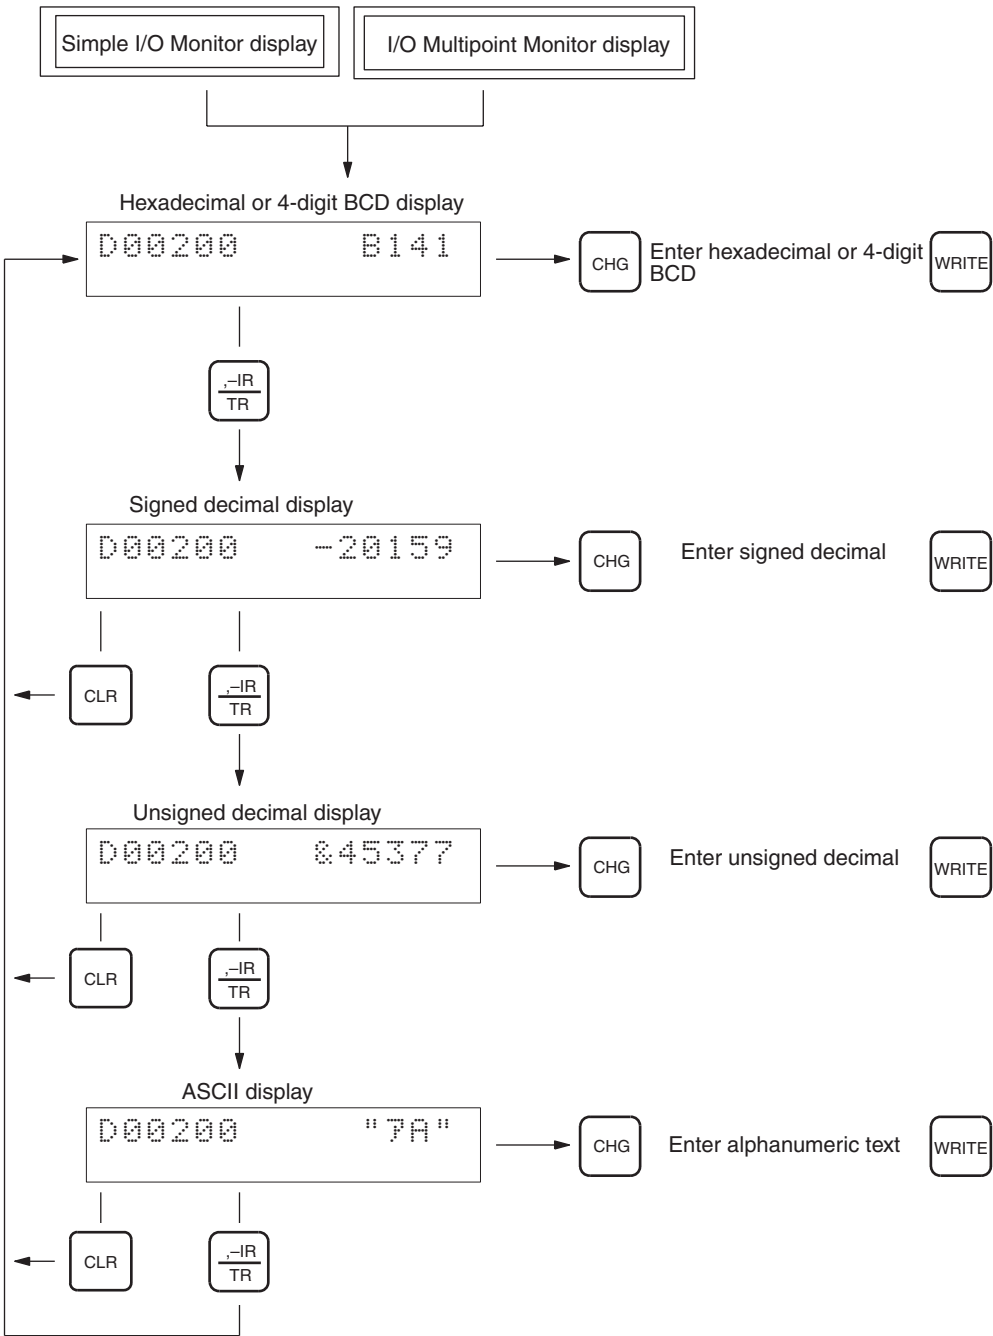 Simple I/O Monitor display
I/O Multipoint Monitor display
Hexadecimal or 4-digit BCD display
D00200 B141
CHG
Enter hexadecimal or 4-digit
BCD
WRITE
,–IR
TR
Signed decimal display
D00200 -20159
CHG
Enter signed decimal
WRITE
CLR
,–IR
TR
Unsigned decimal display
D00200 &45377
CHG
Enter unsigned decimal
WRITE
CLR
,–IR
TR
ASCII display
D00200 "7A"
CHG
Enter alphanumeric text
WRITE
CLR
,–IR
TR